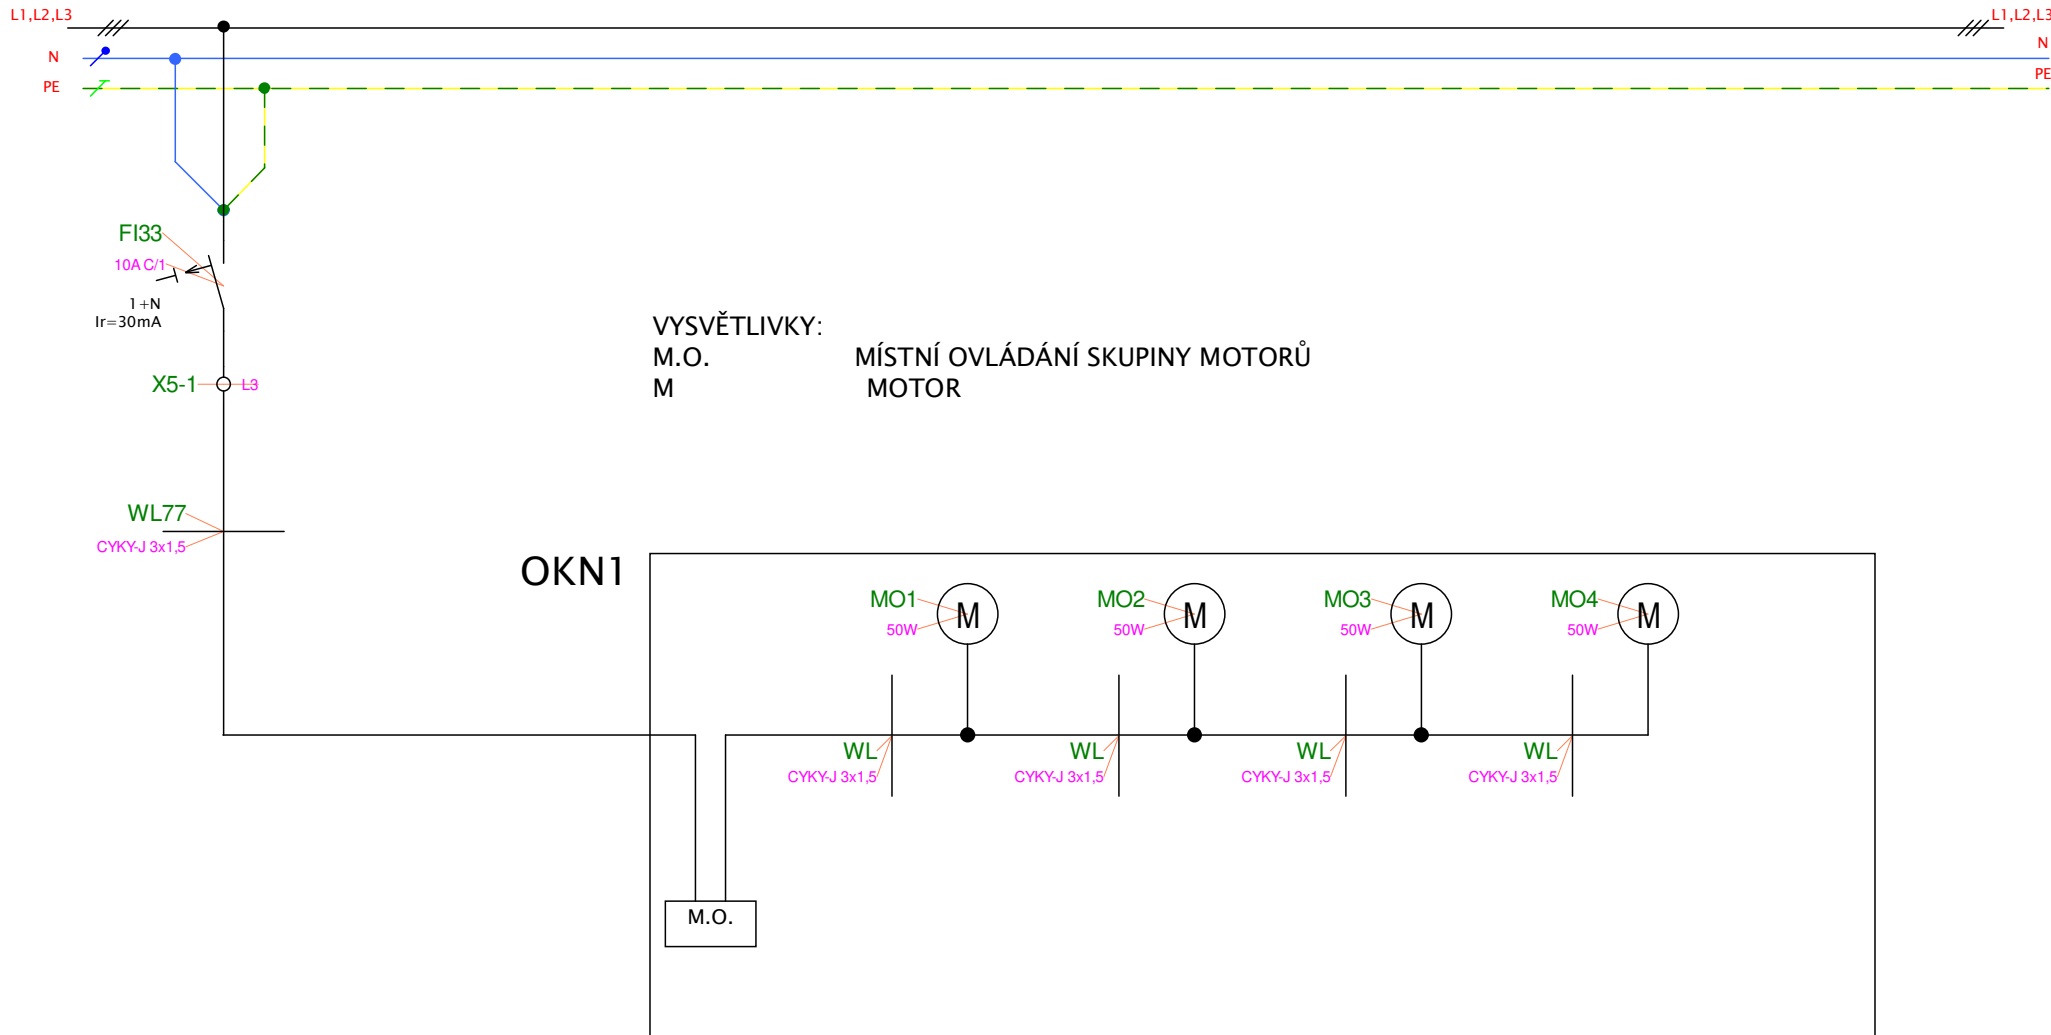 L1,L2,L3
L1,L2,L3
N
N
PE
PE
FI33
10A C/1
1+N
Ir=30mA
VYSVĚTLIVKY:
M.O. MÍSTNÍ OVLÁDÁNÍ SKUPINY MOTORŮ
M MOTOR
X5-1 L3
WL77
CYKY-J 3x1,5
OKN1
MO1
50W
M
MO2
50W
M
MO3
50W
M
MO4
50W
M
WL
CYKY-J 3x1,5
WL
CYKY-J 3x1,5
WL
CYKY-J 3x1,5
WL
CYKY-J 3x1,5
M.O.